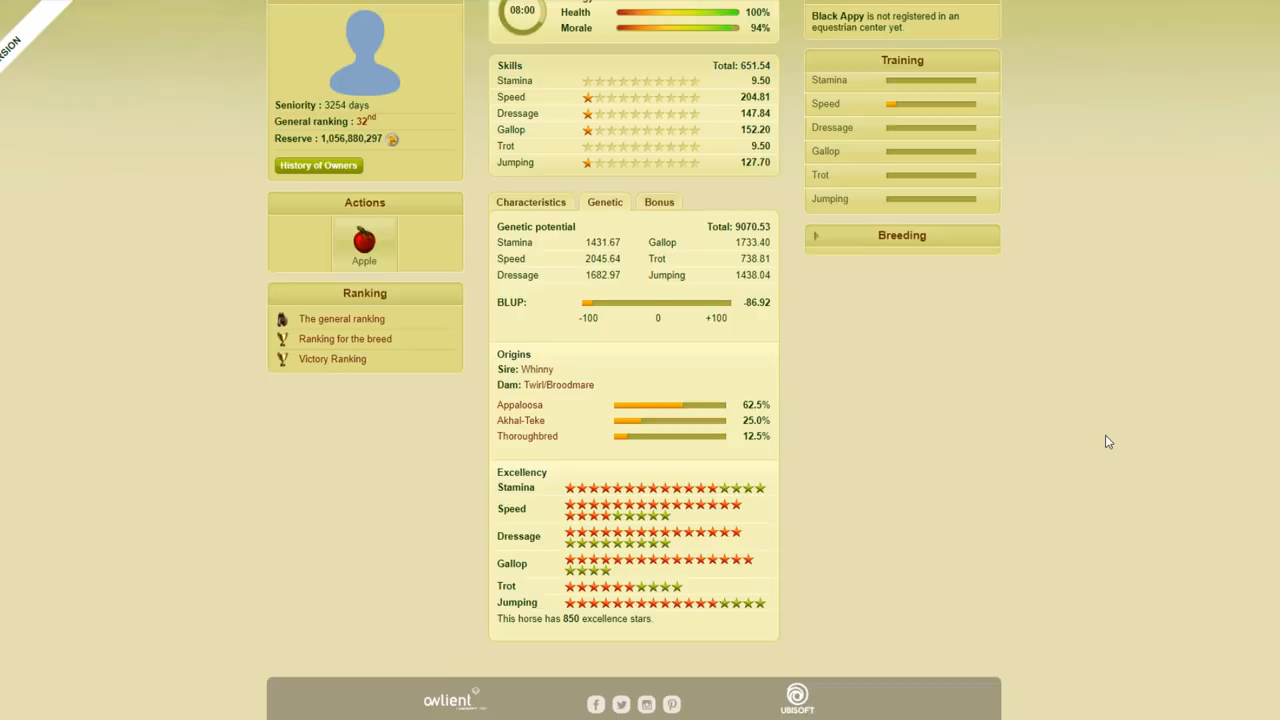 RSION
Seniority : 3254 days
General ranking : 32nd
Reserve : 1,056,880,297
History of Owners
Actions
Apple
Ranking
The general ranking
Ranking for the breed
Victory Ranking
08:00
Health 100%
Morale 94%
Skills Total: 651.54
Stamina 9.50
Speed 204.81
Dressage 147.84
Gallop 152.20
Trot 9.50
Jumping 127.70
Characteristics Genetic Bonus
Genetic potential Total: 9070.53
Stamina 1431.67 Gallop 1733.40
Speed 2045.64 Trot 738.81
Dressage 1682.97 Jumping 1438.04
BLUP: -86.92
-100 0 +100
Origins
Sire: Whinny
Dam: Twirl/Broodmare
Appaloosa 62.5%
Akhal-Teke 25.0%
Thoroughbred 12.5%
Excellency
Stamina
Speed
Dressage
Gallop
Trot
Jumping
This horse has 850 excellence stars.
Black Appy is not registered in an
equestrian center yet.
Training
Stamina
Speed
Dressage
Gallop
Trot
Jumping
Breeding
owlient
UBISOFT